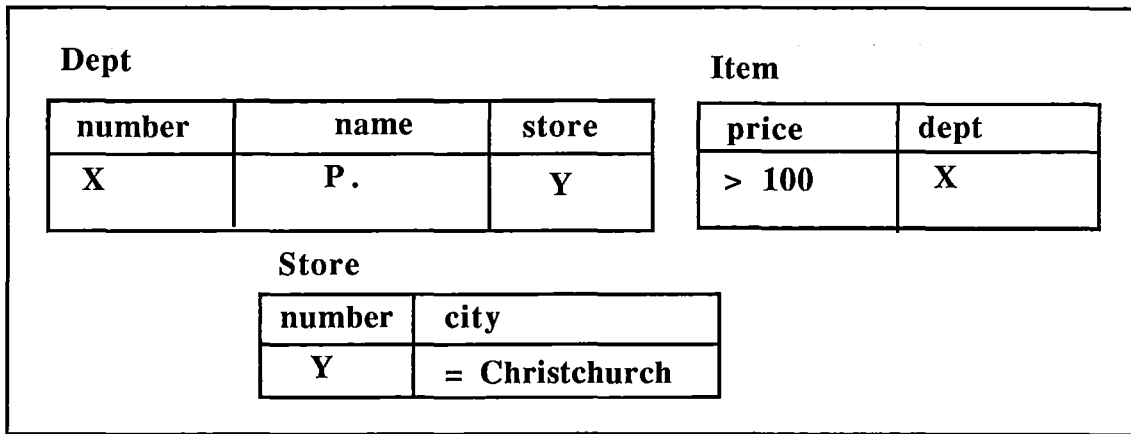 Dept
number name store
X P. Y
Item
price dept
> 100 X
Store
number city
Y = Christchurch